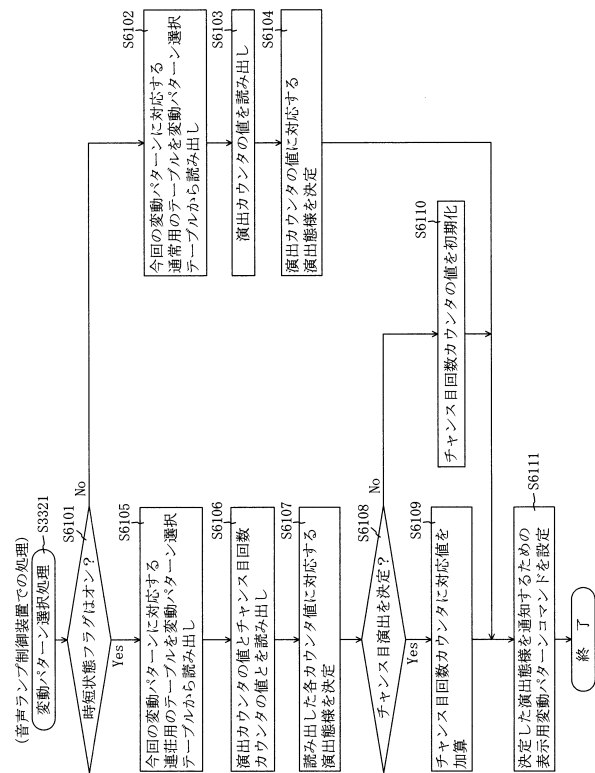 (音声ランプ制御装置での処理)
変動パターン選択処理
S3321
S6101
時短状態フラグはオン?
No
Yes
S6102
今回の変動パターンに対応する
通常用のテーブルを変動パターン選択
テーブルから読み出し
S6103
演出カウンタの値を読み出し
S6104
演出カウンタの値に対応する
演出態様を決定
S6105
今回の変動パターンに対応する
連荘用のテーブルを変動パターン選択
テーブルから読み出し
S6106
演出カウンタの値とチャンス目回数
カウンタの値とを読み出し
S6107
読み出した各カウンタ値に対応する
演出態様を決定
S6108
チャンス目演出を決定?
No
Yes
S6109
チャンス目回数カウンタに対応値を
加算
S6110
チャンス目回数カウンタの値を初期化
S6111
決定した演出態様を通知するための
表示用変動パターンコマンドを設定
終 了